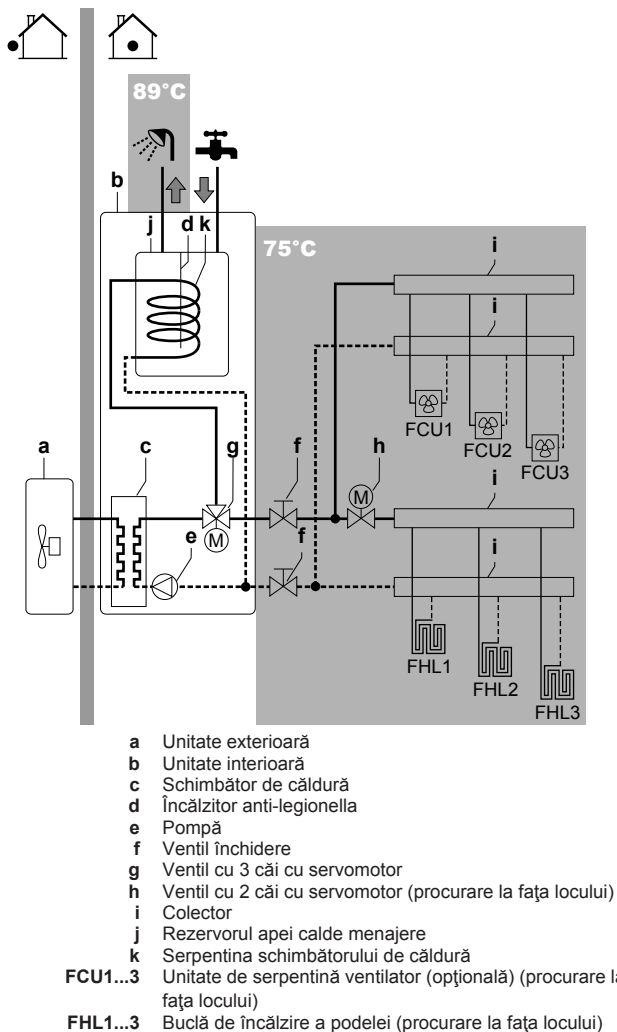 89°C
b
j
d
k
75°C
i
i
FCU1
FCU2
FCU3
a
c
g
f
h
M
i
M
e
f
i
FHL1
FHL2
FHL3
a Unitate exterioară
b Unitate interioară
c Schimbător de căldură
d Încălzitor anti-legionella
e Pompă
f Ventil închidere
g Ventil cu 3 căi cu servomotor
h Ventil cu 2 căi cu servomotor (procurare la faţa locului)
i Colector
j Rezervorul apei calde menajere
k Serpentina schimbătorului de căldură
FCU1...3 Unitate de serpentină ventilator (opţională) (procurare la
faţa locului)
FHL1...3 Buclă de încălzire a podelei (procurare la faţa locului)